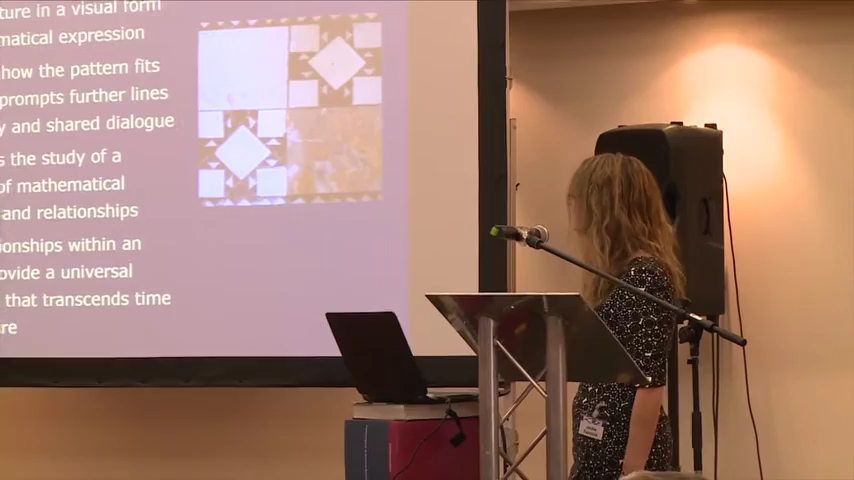 ture in a visual form
matical expression
how the pattern fits
prompts further lines
y and shared dialogue.
s the study of a
of mathematical
and relationships
onships within an
ovide a universal
that transcends time
re